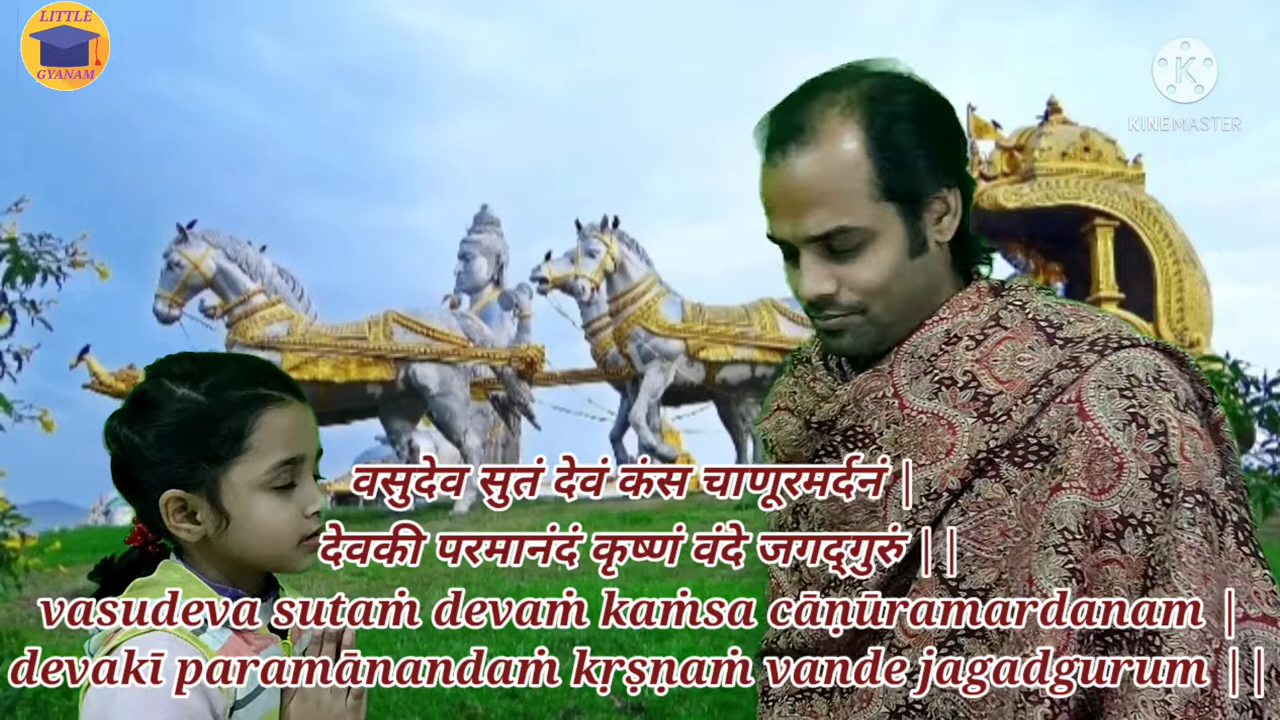 LITTLE
GYANAM
K
KINEMASTER
वसुदेव सुतं देवं कंस चाणूरमर्दनं |
देवकी परमानंदं कृष्णं वंदे जगद्गुरुं ||
vasudeva sutaṁ devaṁ kaṁsa cāṇūramardanam |
devakī paramānandaṁ kṛṣṇaṁ vande jagadgurum ||